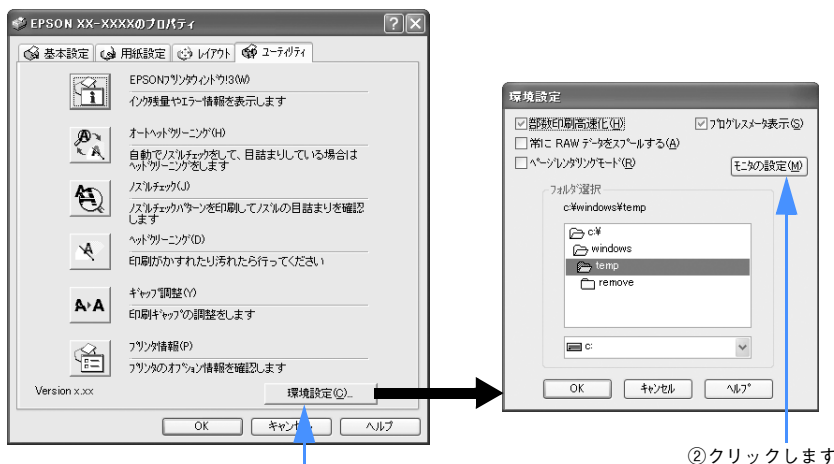 EPSON XX-XXXXのプロパティ
基本設定 用紙設定 レイアウト ユーティリティ
EPSONプリンタウィンドウ!3(W)
インク残量やエラー情報を表示します
オートヘッドクリーニング(H)
自動でノズルチェックをして、目詰まりしている場合は
ヘッドクリーニングをします
ノズルチェック(J)
ノズルチェックパターンを印刷してノズルの目詰まりを確認
します
ヘッドクリーニング(D)
印刷がかすれたり汚れたら行ってください
ギャップ調整(Y)
印刷ギャップの調整をします
プリンタ情報(P)
プリンタのオプション情報を確認します
Version x.xx
環境設定(C)...
OK キャンセル ヘルプ
環境設定
部数印刷高速化(H) プログレスメータ表示(S)
常に RAW データをスプールする(A)
ページレンダリングモード(R)
モニタの設定(M)
フォルダ選択
c:¥windows¥temp
c:¥
windows
temp
remove
c:
OK キャンセル ヘルプ
②クリックします